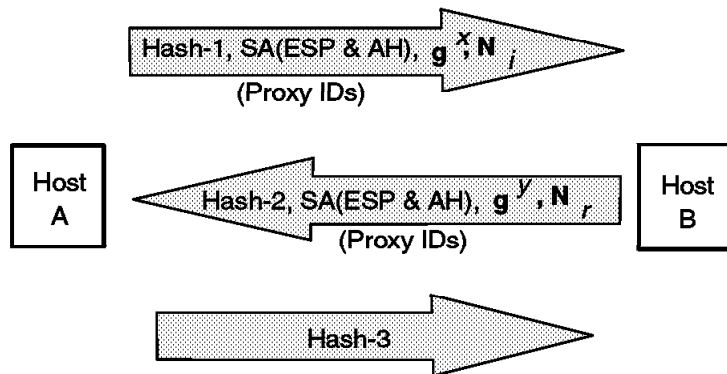 Hash-1, SA(ESP & AH), g^x, N_i
(Proxy IDs)
Host A
Hash-2, SA(ESP & AH), g^y, N_r
(Proxy IDs)
Host B
Hash-3